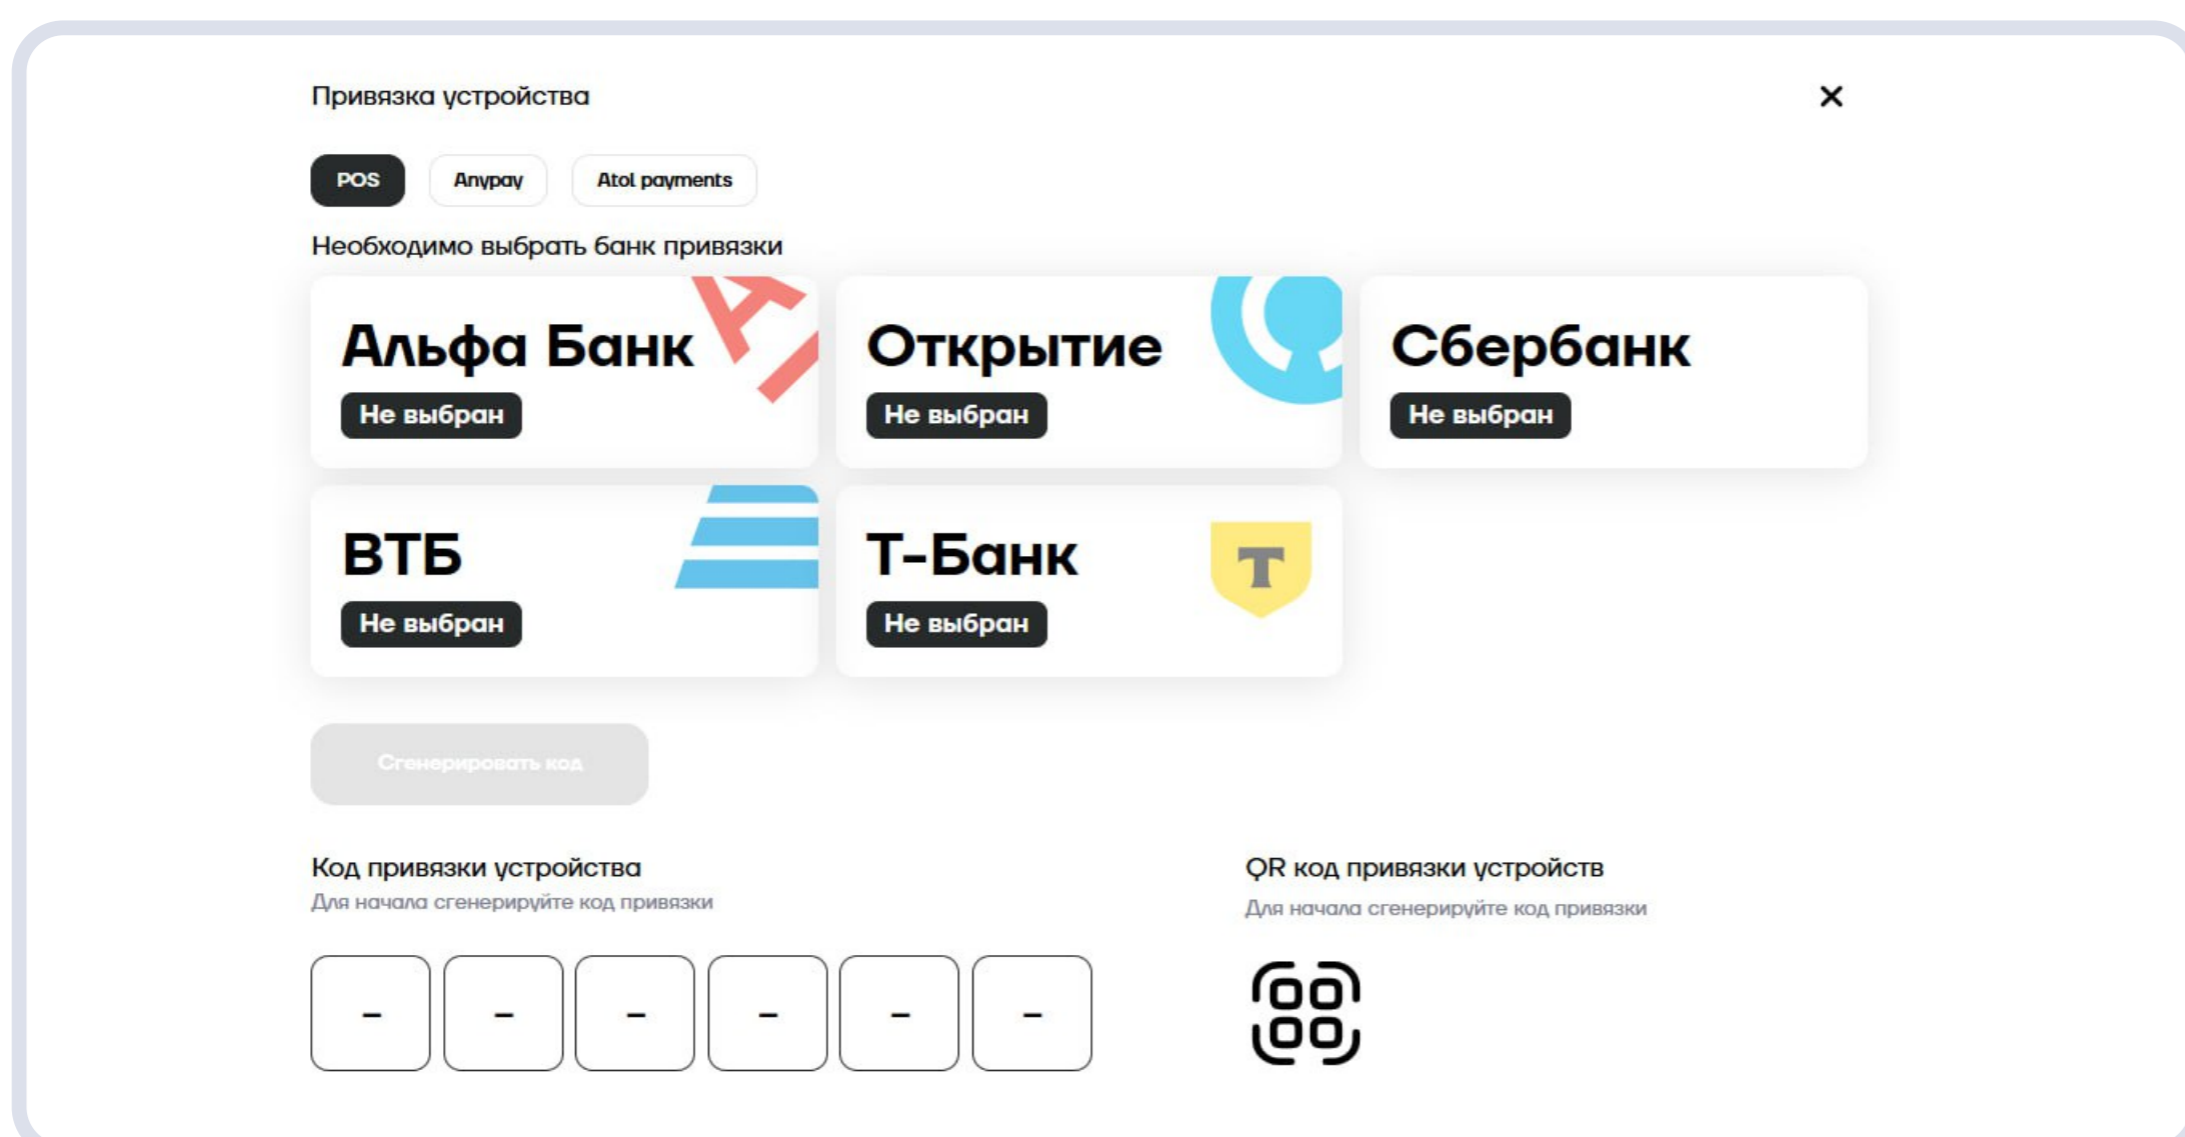 Привязка устройства
POS Anypay Atol payments
Необходимо выбрать банк привязки
Альфа Банк
Не выбран
Открытие
Не выбран
Сбербанк
Не выбран
ВТБ
Не выбран
Т-Банк
Не выбран
Т
Сгенерировать код
Код привязки устройства
Для начала сгенерируйте код привязки
– – – – – –
QR код привязки устройств
Для начала сгенерируйте код привязки